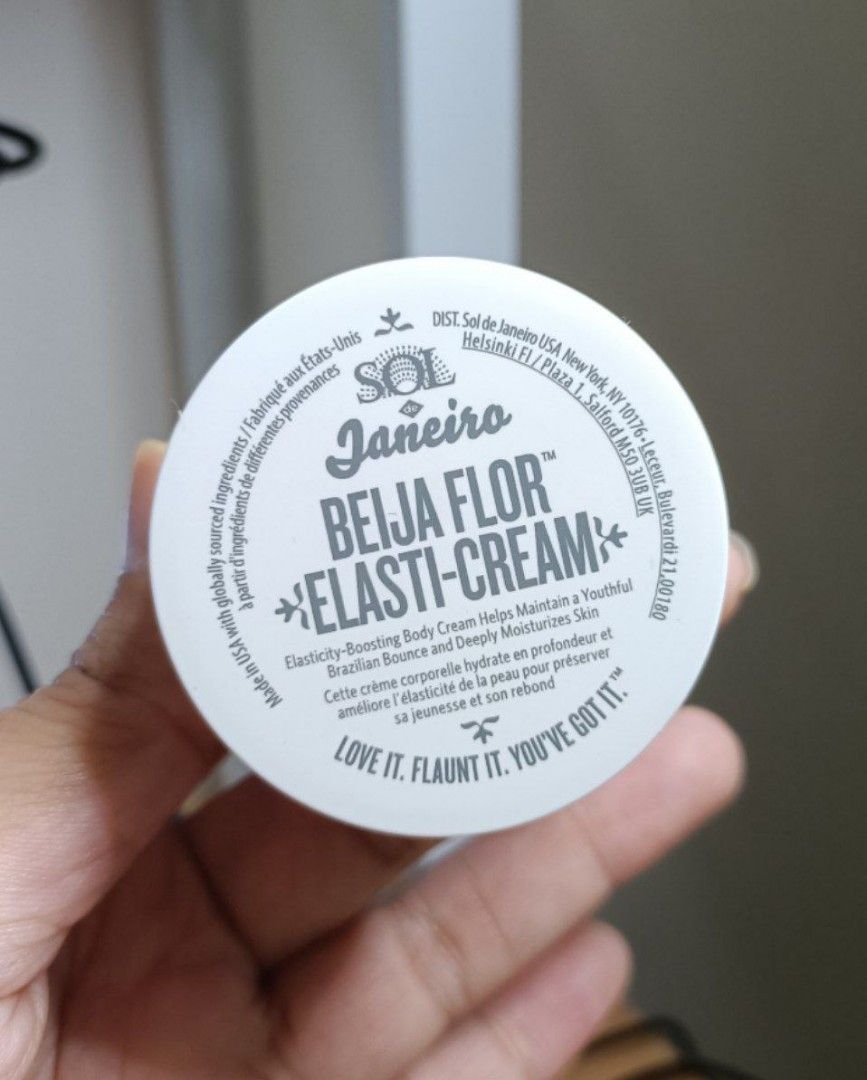 Made in USA with globally sourced ingredients / Fabriqué aux États-Unis
à partir d'ingrédients de différentes provenances
DIST. Sol de Janeiro USA New York, NY 10176 • Leceur, Bulevardi 21,00180
Helsinki FI / Plaza 1, Salford M50 3UB UK
SOL
de
Janeiro
BEIJA FLOR™
ELASTI-CREAM
Elasticity-Boosting Body Cream Helps Maintain a Youthful
Brazilian Bounce and Deeply Moisturizes Skin
Cette crème corporelle hydrate en profondeur et
améliore l'élasticité de la peau pour préserver
sa jeunesse et son rebond
LOVE IT. FLAUNT IT. YOU'VE GOT IT.™